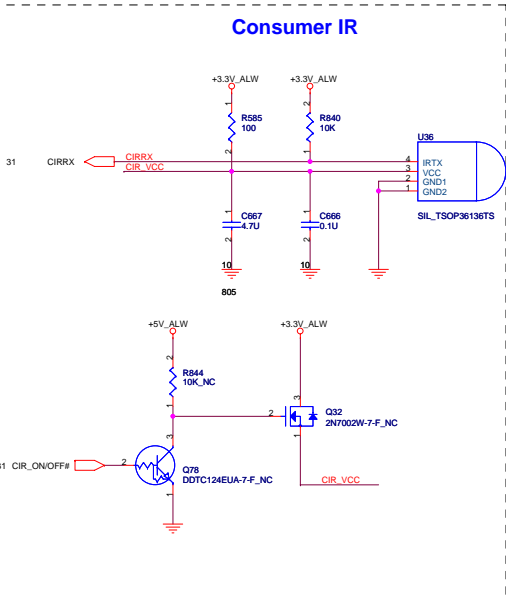 Consumer IR
+3.3V_ALW
+3.3V_ALW
1
2
R585
100
R840
10K
U36
2
1
31
CIRRX
CIRRX
CIR_VCC
4
3
2
1
IRTX
VCC
GND1
GND2
SIL_TSOP36136TS
1
2
C667
4.7U
1
2
C666
0.1U
10
10
805
+5V_ALW
+3.3V_ALW
2
1
R844
10K_NC
3
2
1
Q32
2N7002W-7-F_NC
3
31
CIR_ON/OFF#
2
1
Q78
DDTC124EUA-7-F_NC
CIR_VCC